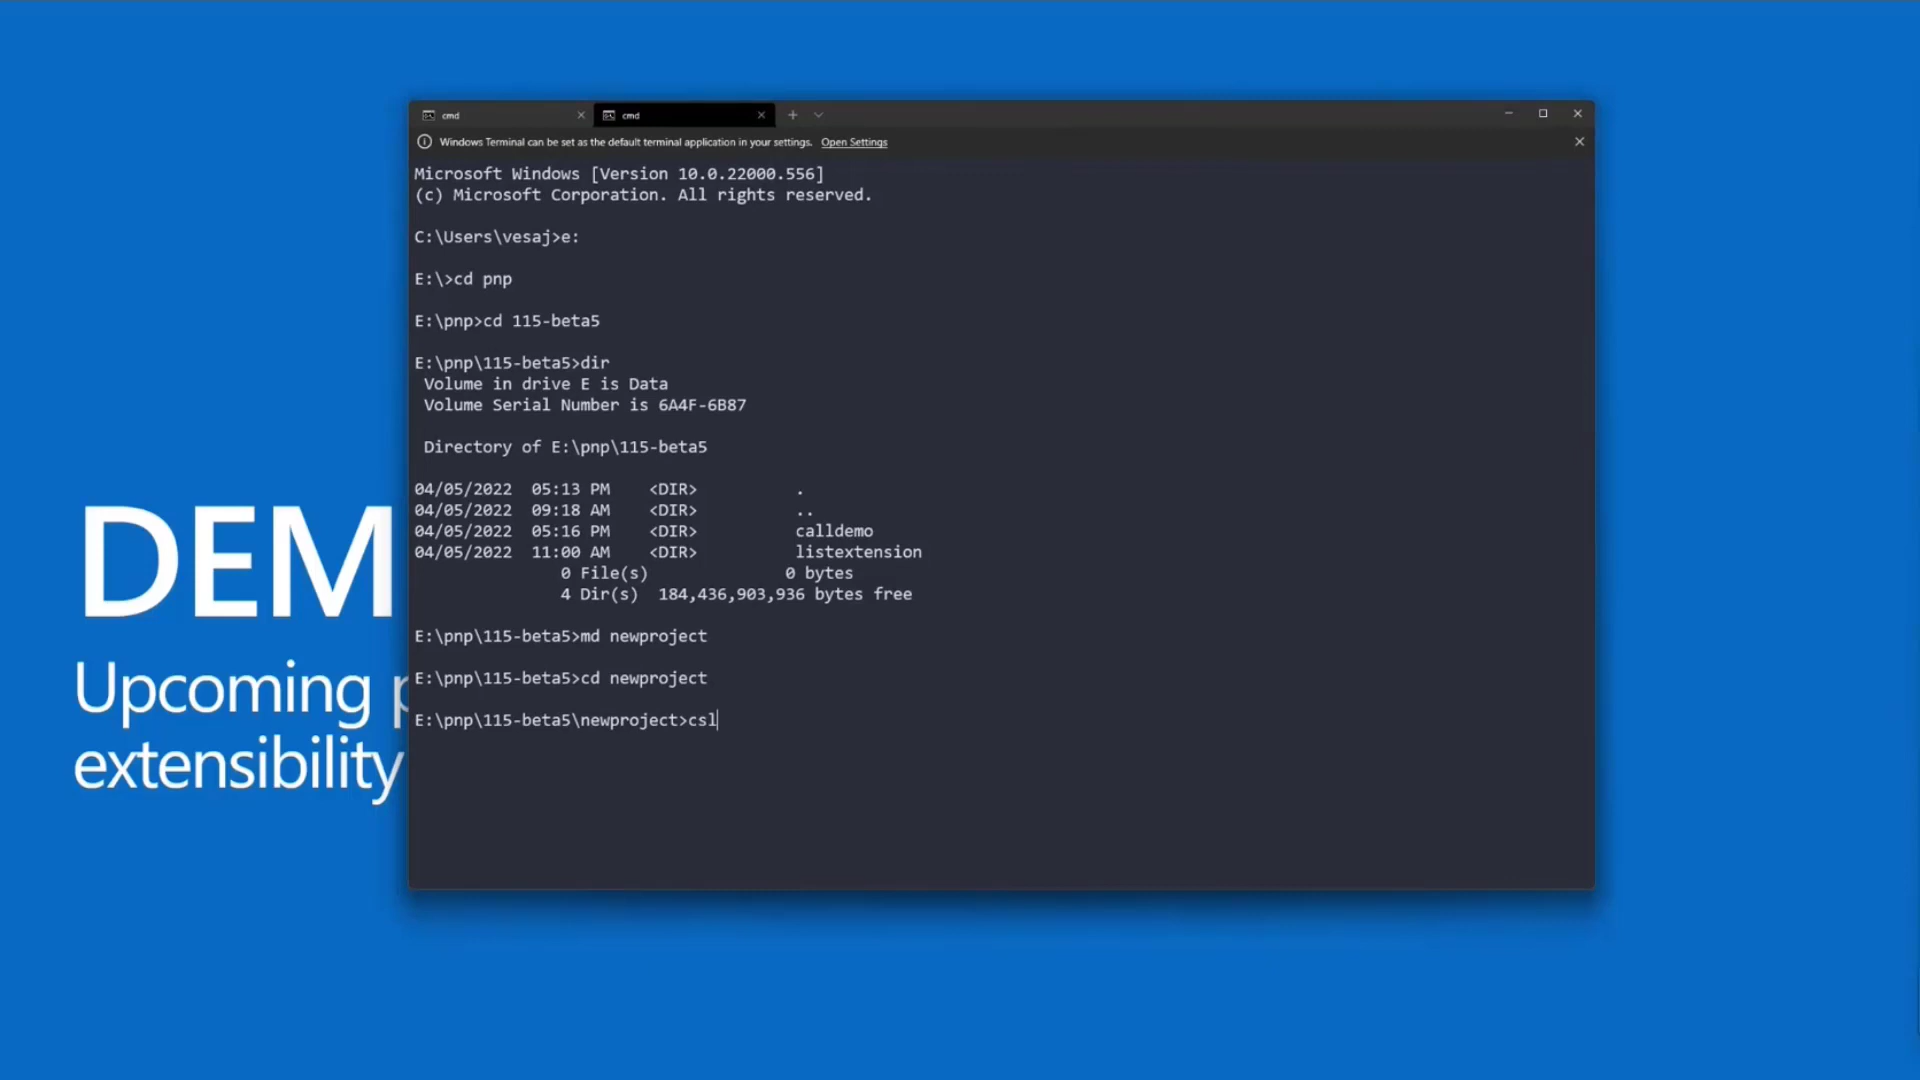 cmd
cmd
Windows Terminal can be set as the default terminal application in your settings. Open Settings
Microsoft Windows [Version 10.0.22000.556]
(c) Microsoft Corporation. All rights reserved.
C:\Users\vesaj>e:
E:\>cd pnp
E:\pnp>cd 115-beta5
E:\pnp\115-beta5>dir
Volume in drive E is Data
Volume Serial Number is 6A4F-6B87
Directory of E:\pnp\115-beta5
04/05/2022  05:13 PM    <DIR>          .
04/05/2022  09:18 AM    <DIR>          ..
04/05/2022  05:16 PM    <DIR>          calldemo
04/05/2022  11:00 AM    <DIR>          listextension
0 File(s)              0 bytes
4 Dir(s)  184,436,903,936 bytes free
E:\pnp\115-beta5>md newproject
E:\pnp\115-beta5>cd newproject
E:\pnp\115-beta5\newproject>csl
DEM
Upcoming p
extensibility